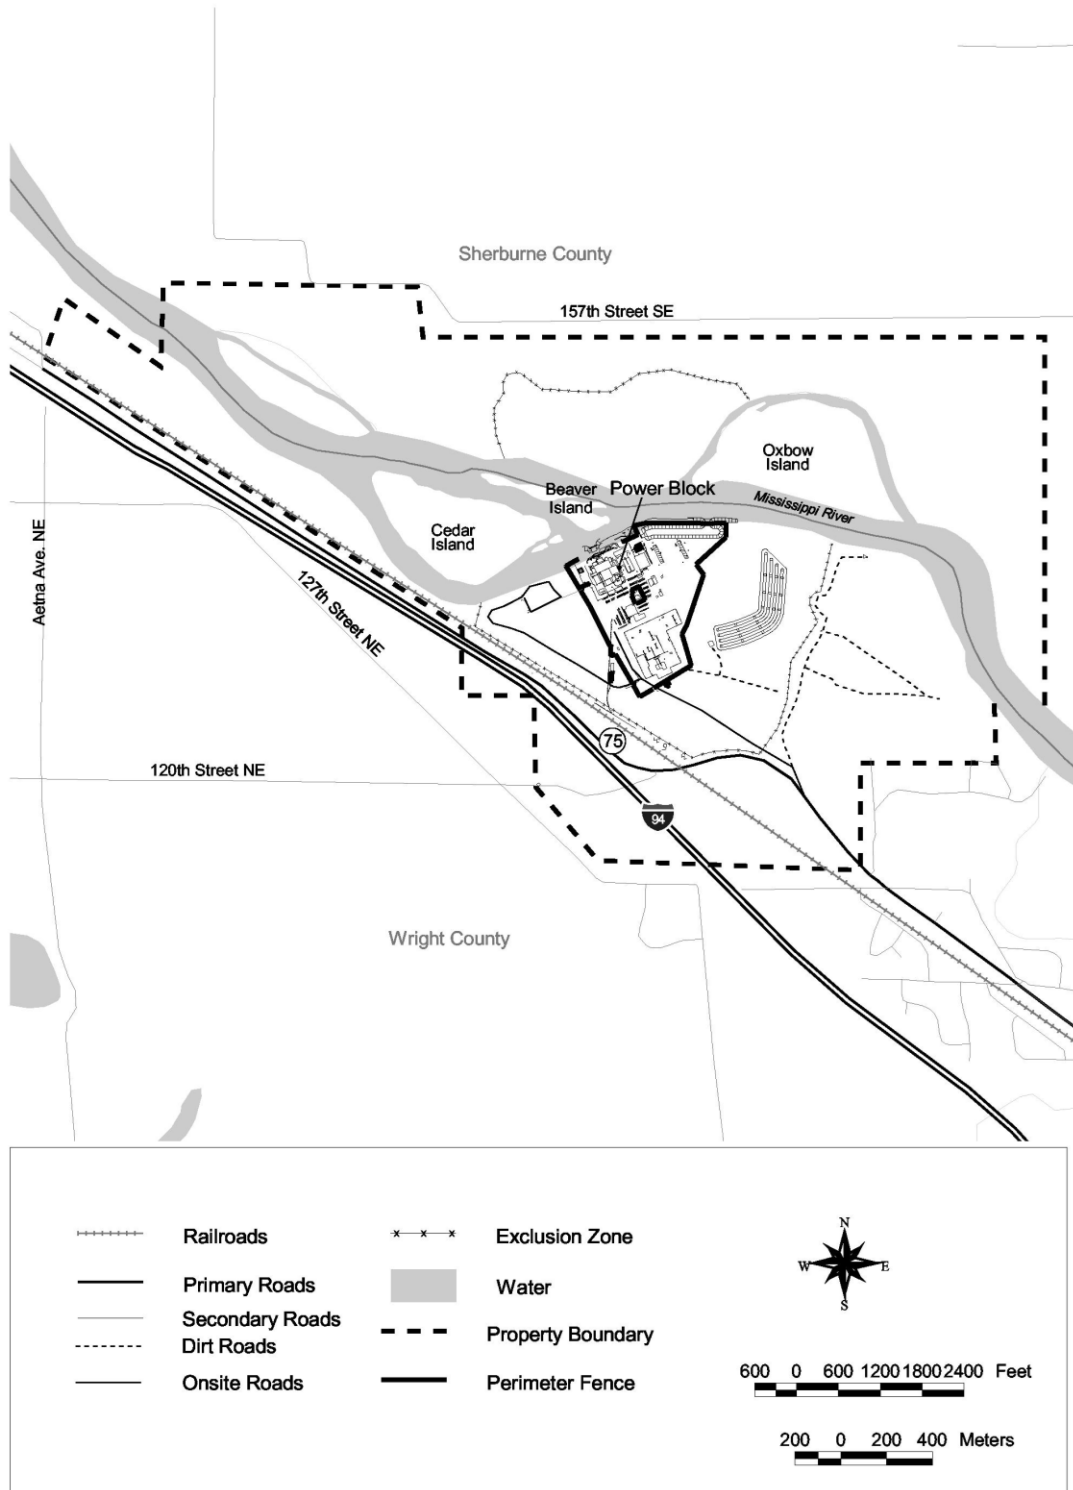 Sherburne County
157th Street SE
Oxbow
Island
Beaver
Island
Power Block
Mississippi River
Cedar
Island
Aetna Ave. NE
127th Street NE
75
120th Street NE
94
Wright County
Railroads
Primary Roads
Secondary Roads
Dirt Roads
Onsite Roads
Exclusion Zone
Water
Property Boundary
Perimeter Fence
N
W E
S
600 0 600 1200 1800 2400 Feet
200 0 200 400 Meters